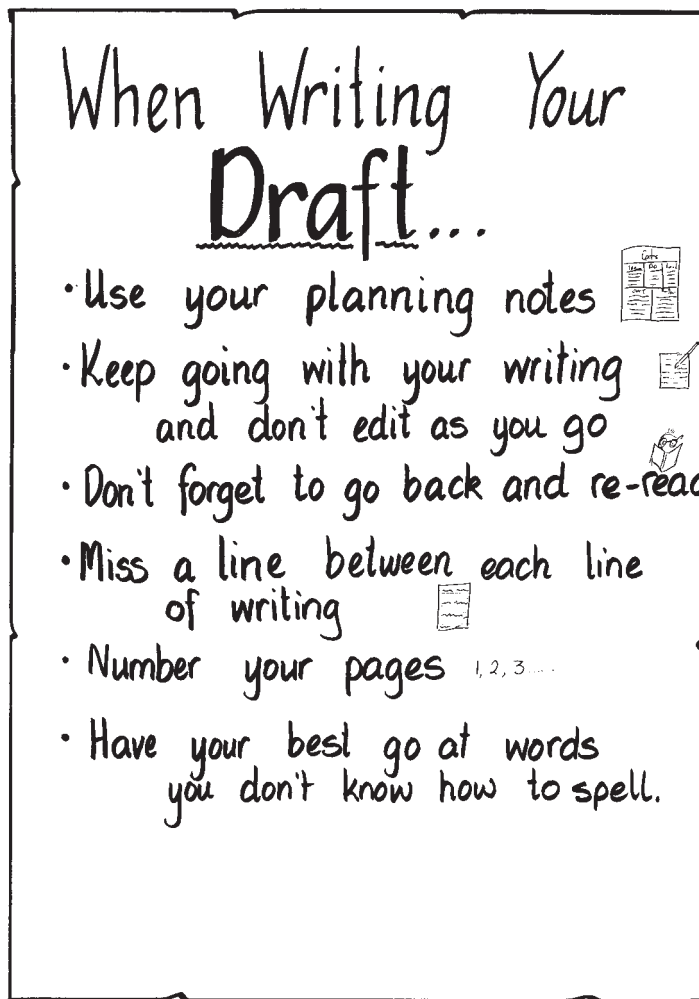 When Writing Your
Draft...
• Use your planning notes
Cats
• Keep going with your writing
and don't edit as you go
• Don't forget to go back and re-read
• Miss a line between each line
of writing
• Number your pages 1, 2, 3.....
• Have your best go at words
you don't know how to spell.